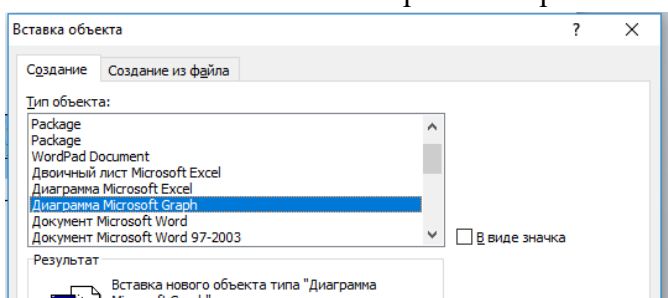 Вставка объекта ? ×
Создание Создание из файла
Тип объекта:
Package
Package
WordPad Document
Двоичный лист Microsoft Excel
Диаграмма Microsoft Excel
Диаграмма Microsoft Graph
Документ Microsoft Word
Документ Microsoft Word 97-2003
В виде значка
Результат
Вставка нового объекта типа "Диаграмма